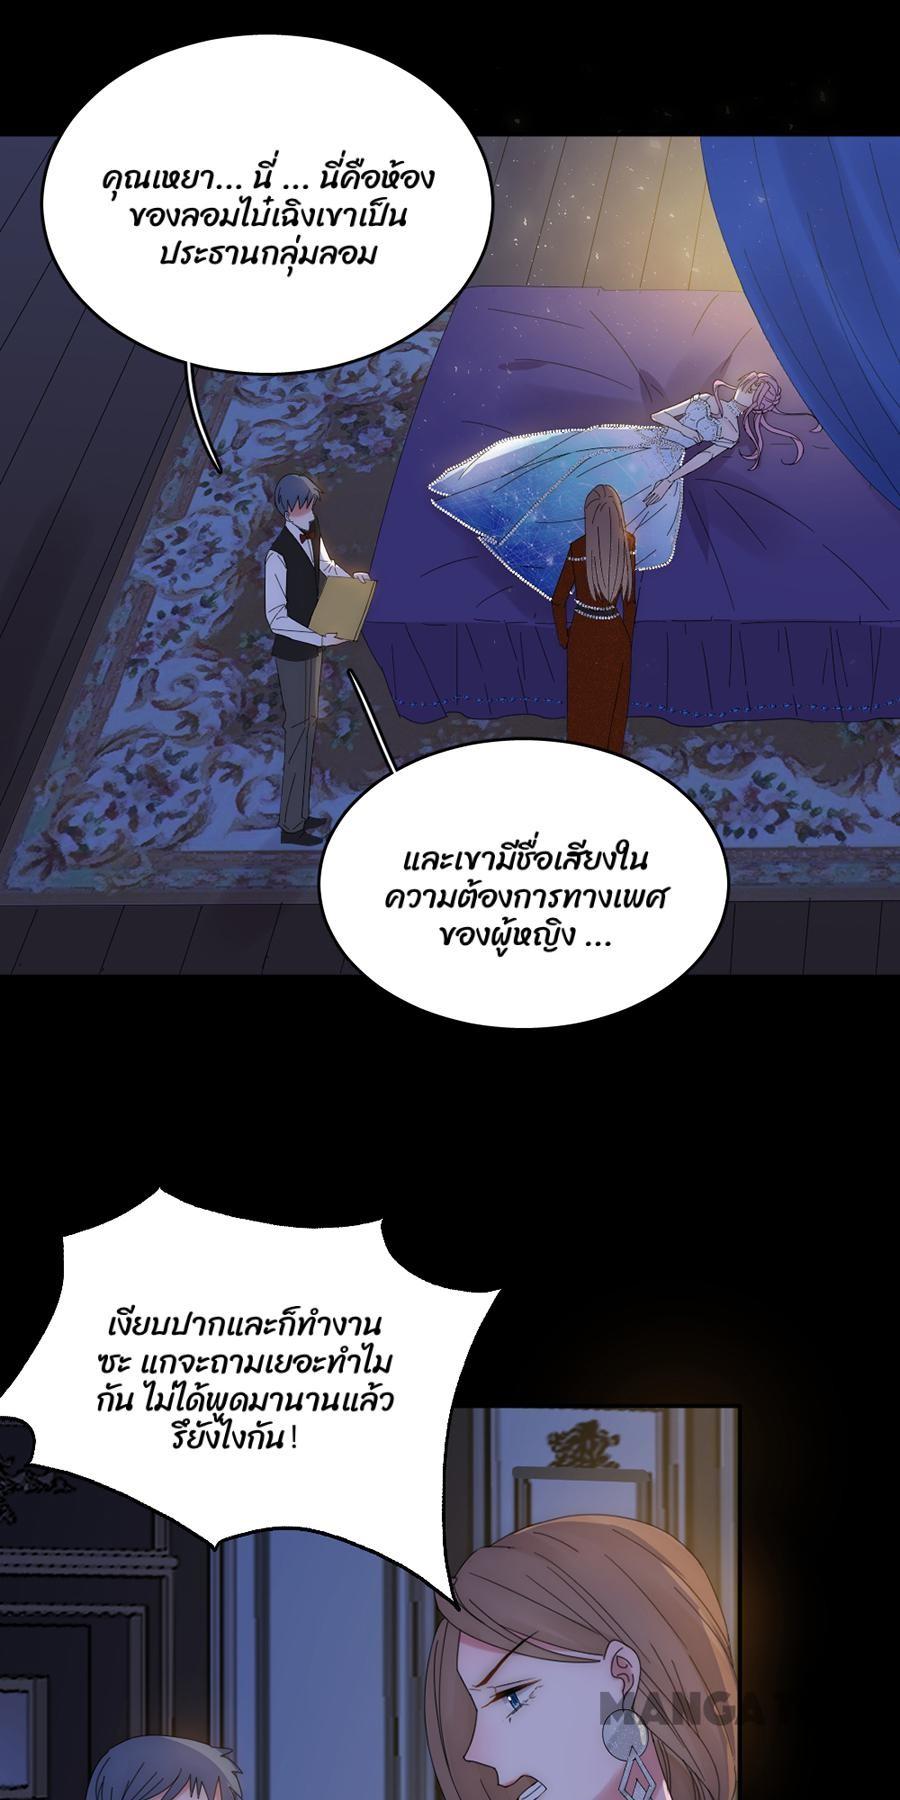 คุณเหยา... นี่ ... นี่คือห้อง
ของลอมไป๋เฉิงเขาเป็น
ประธานกลุ่มลอม
และเขามีชื่อเสียงใน
ความต้องการทางเพศ
ของผู้หญิง ...
เงียบปากและก็ทำงาน
ซะ แกจะถามเยอะทำไม
กัน ไม่ได้พูดมานานแล้ว
รึยังไงกัน!
MANGA T